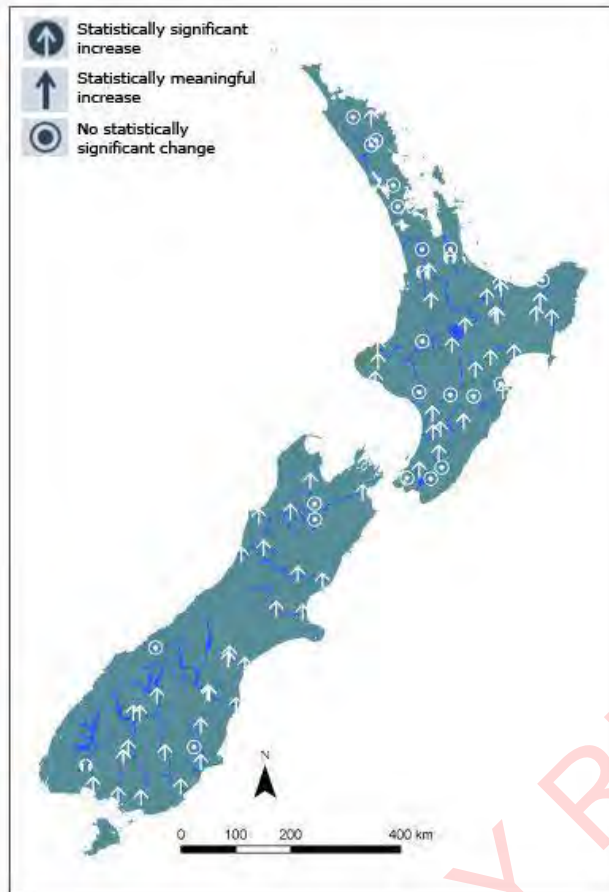 Statistically significant
increase
Statistically meaningful
increase
No statistically
significant change
N
0 100 200 400 km